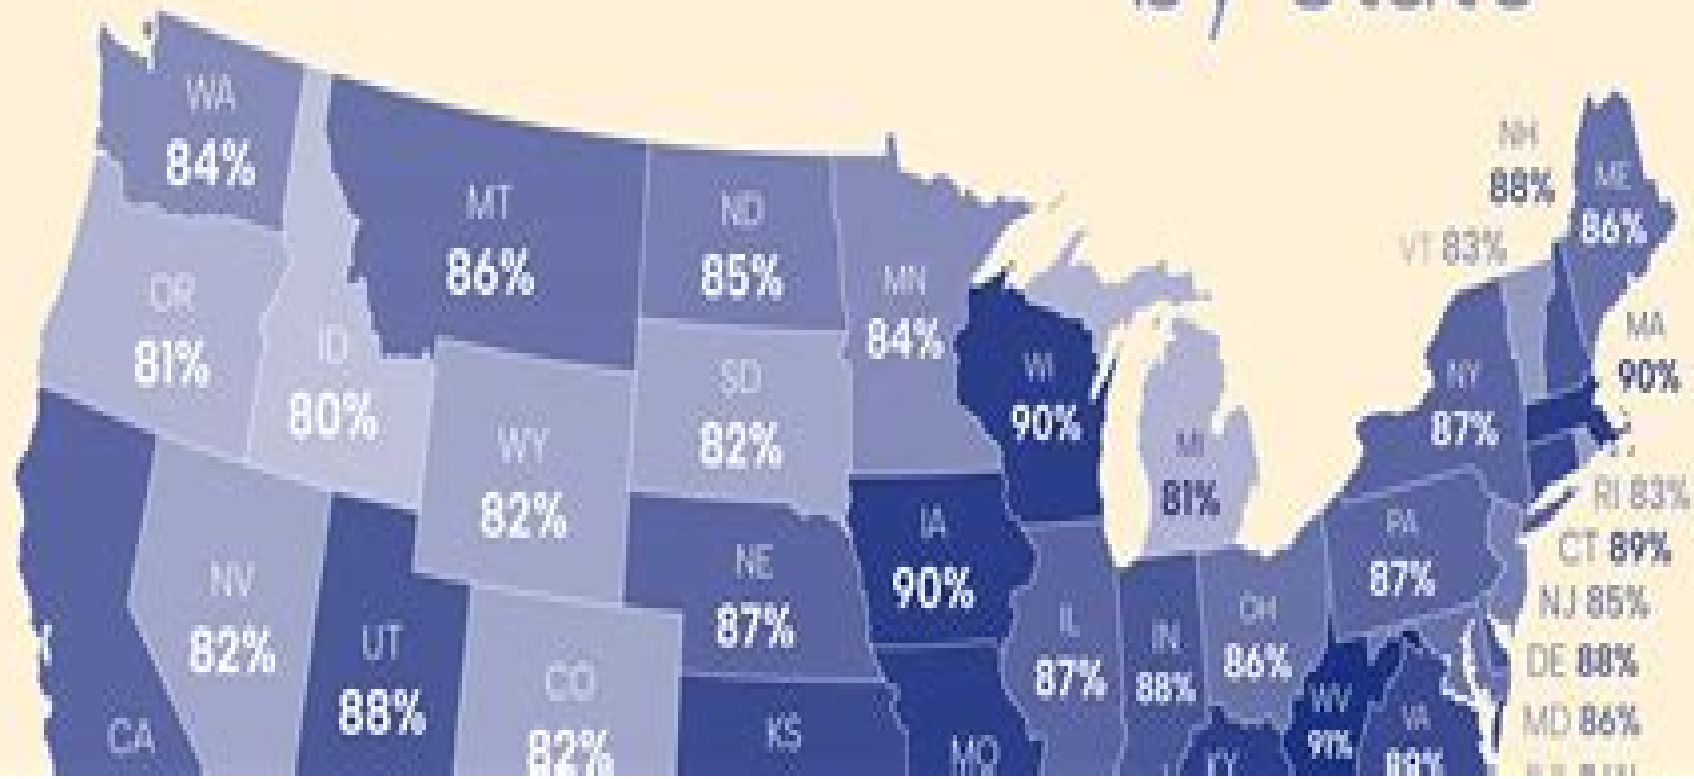 WA
84%
MT
86%
ND
85%
MN
84%
OR
81%
ID
80%
WY
82%
SD
82%
WI
90%
MI
81%
NH
88%
ME
86%
VT 83%
MA
90%
NY
87%
RI 83%
CT 89%
NJ 85%
DE 88%
MD 86%
PA
87%
NV
82%
UT
88%
CO
82%
NE
87%
IA
90%
IL
87%
IN
88%
OH
86%
WV
91%
VA
CA
KS
MO
KY